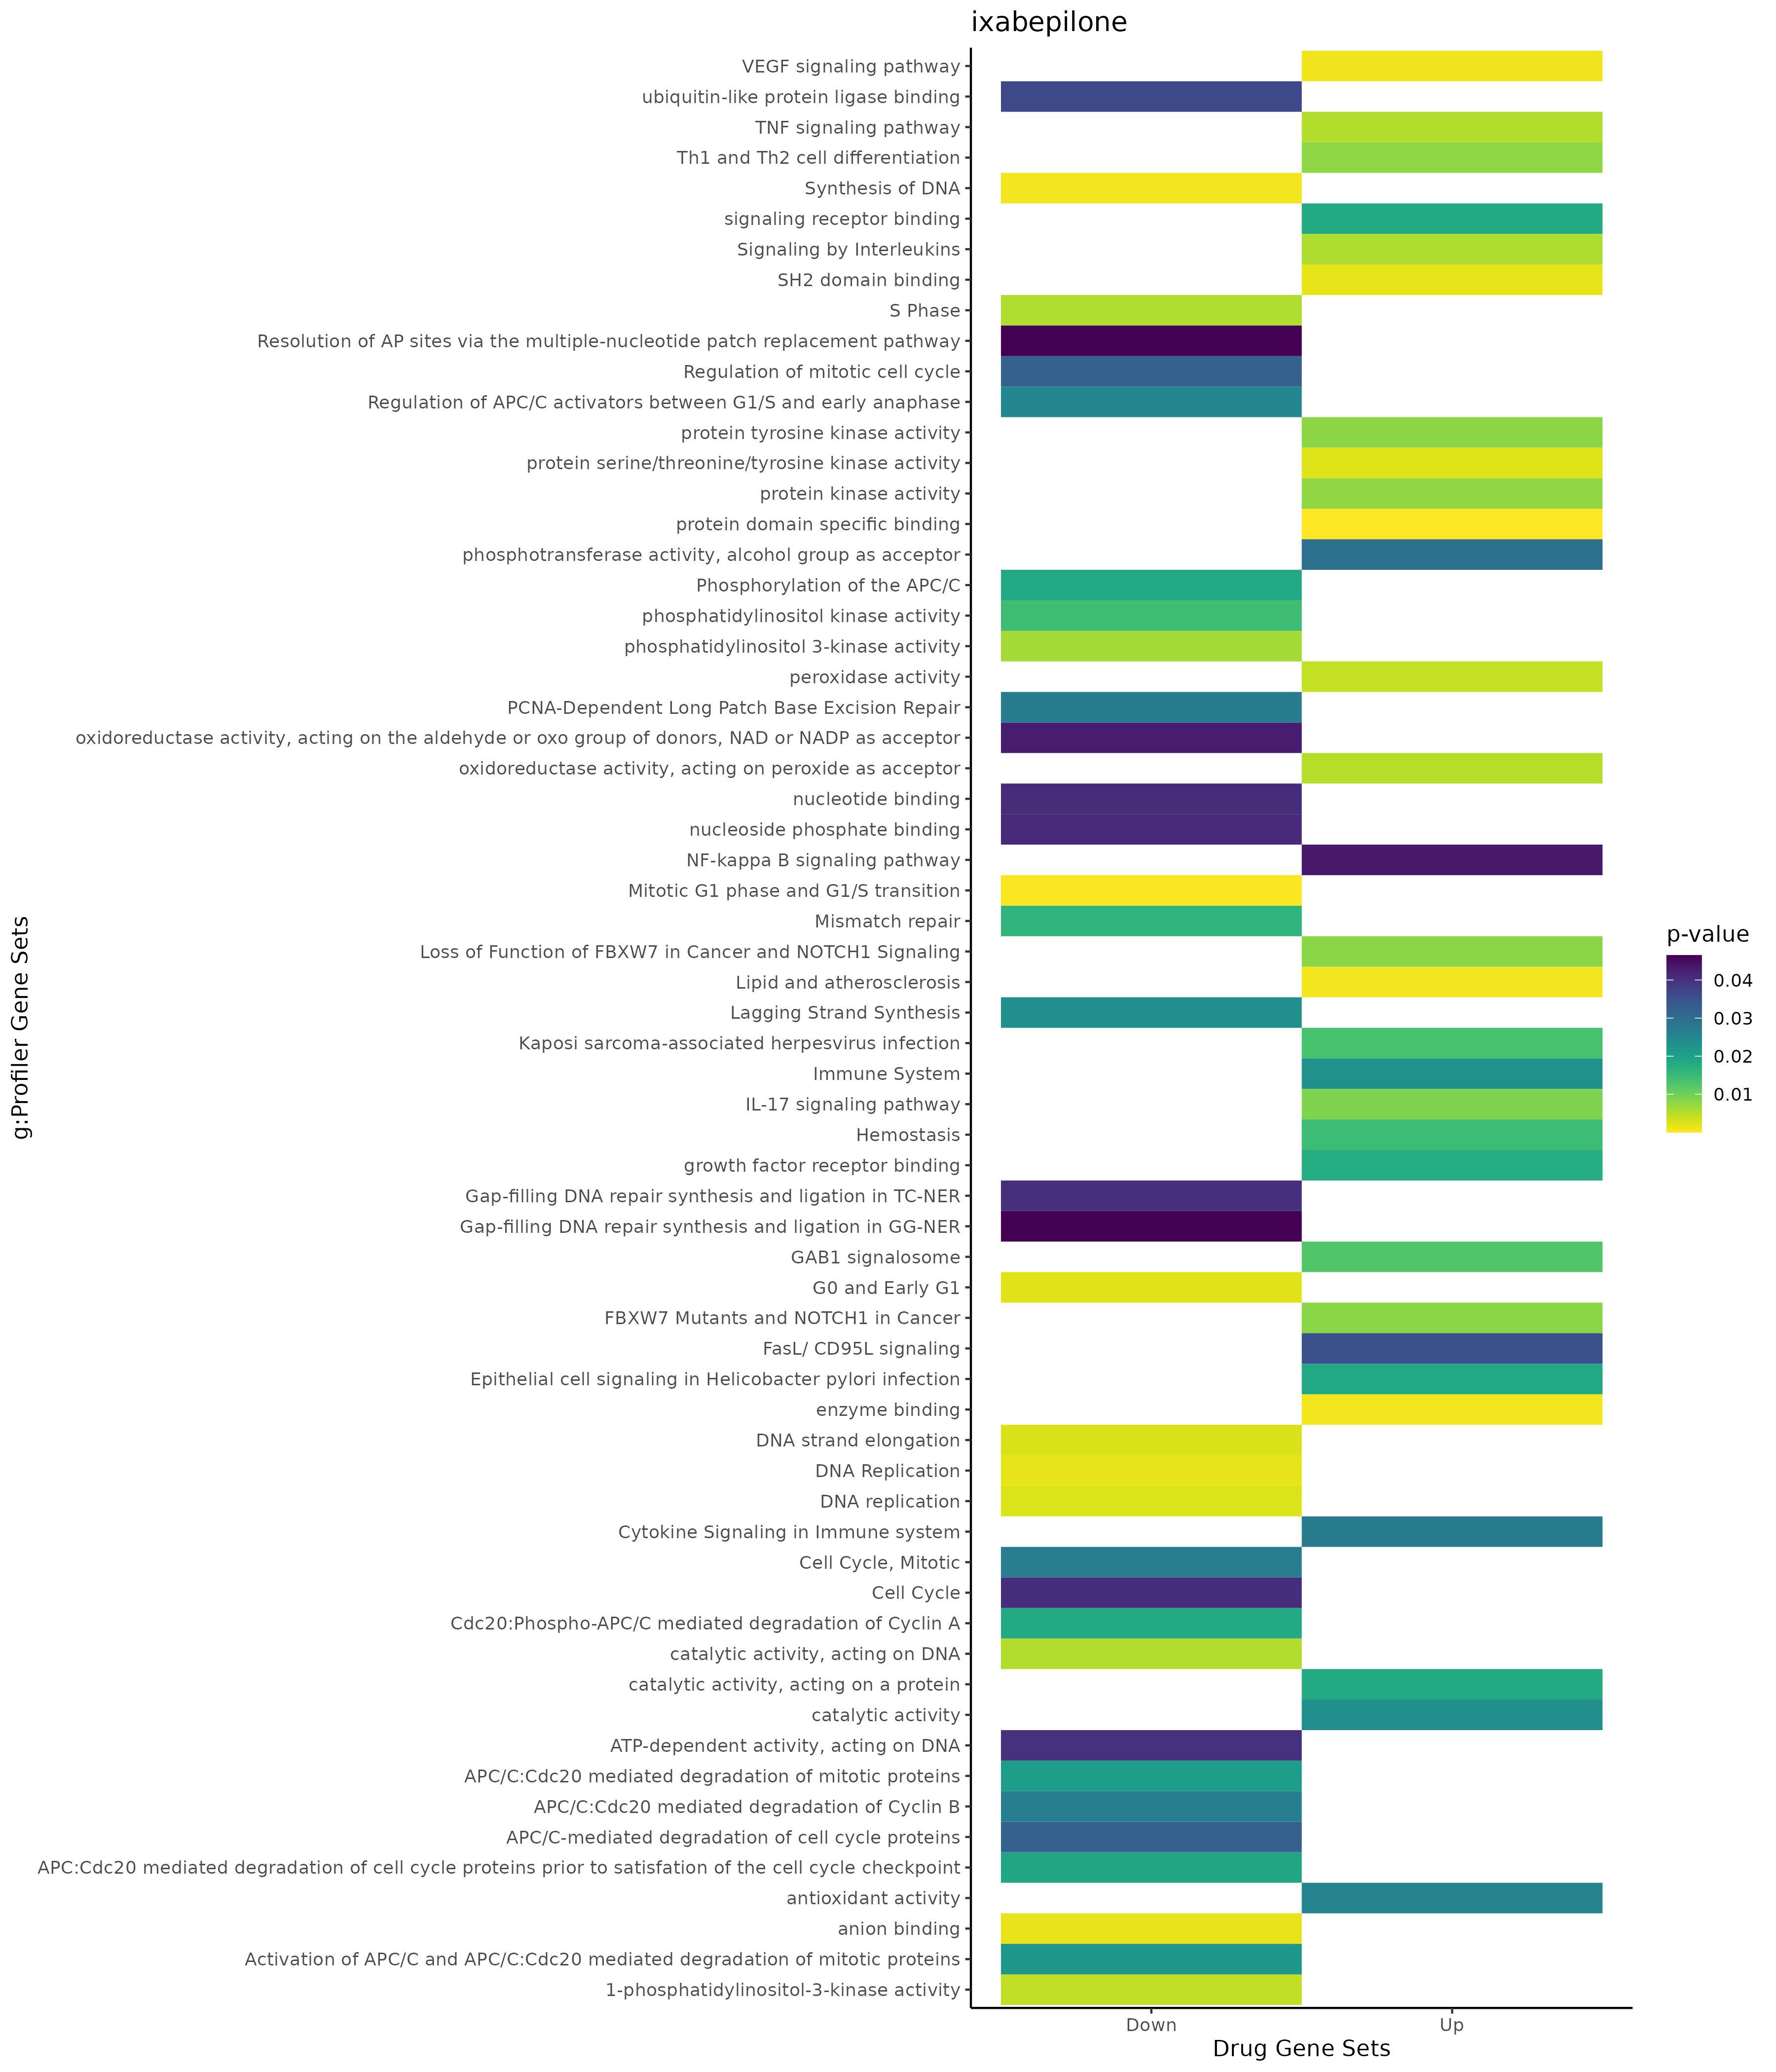 ixabepilone
VEGF signaling pathway
ubiquitin-like protein ligase binding
TNF signaling pathway
Th1 and Th2 cell differentiation
Synthesis of DNA
signaling receptor binding
Signaling by Interleukins
SH2 domain binding
S Phase
Resolution of AP sites via the multiple-nucleotide patch replacement pathway
Regulation of mitotic cell cycle
Regulation of APC/C activators between G1/S and early anaphase
protein tyrosine kinase activity
protein serine/threonine/tyrosine kinase activity
protein kinase activity
protein domain specific binding
phosphotransferase activity, alcohol group as acceptor
Phosphorylation of the APC/C
phosphatidylinositol kinase activity
phosphatidylinositol 3-kinase activity
peroxidase activity
PCNA-Dependent Long Patch Base Excision Repair
oxidoreductase activity, acting on the aldehyde or oxo group of donors, NAD or NADP as acceptor
oxidoreductase activity, acting on peroxide as acceptor
nucleotide binding
nucleoside phosphate binding
NF-kappa B signaling pathway
Mitotic G1 phase and G1/S transition
Mismatch repair
Loss of Function of FBXW7 in Cancer and NOTCH1 Signaling
Lipid and atherosclerosis
Lagging Strand Synthesis
Kaposi sarcoma-associated herpesvirus infection
Immune System
IL-17 signaling pathway
Hemostasis
growth factor receptor binding
Gap-filling DNA repair synthesis and ligation in TC-NER
Gap-filling DNA repair synthesis and ligation in GG-NER
GAB1 signalosome
G0 and Early G1
FBXW7 Mutants and NOTCH1 in Cancer
FasL/ CD95L signaling
Epithelial cell signaling in Helicobacter pylori infection
enzyme binding
DNA strand elongation
DNA Replication
DNA replication
Cytokine Signaling in Immune system
Cell Cycle, Mitotic
Cell Cycle
Cdc20:Phospho-APC/C mediated degradation of Cyclin A
catalytic activity, acting on DNA
catalytic activity, acting on a protein
catalytic activity
ATP-dependent activity, acting on DNA
APC/C:Cdc20 mediated degradation of mitotic proteins
APC/C:Cdc20 mediated degradation of Cyclin B
APC/C-mediated degradation of cell cycle proteins
APC:Cdc20 mediated degradation of cell cycle proteins prior to satisfation of the cell cycle checkpoint
antioxidant activity
anion binding
Activation of APC/C and APC/C:Cdc20 mediated degradation of mitotic proteins
1-phosphatidylinositol-3-kinase activity
g:Profiler Gene Sets
Down
Up
Drug Gene Sets
p-value
0.04
0.03
0.02
0.01